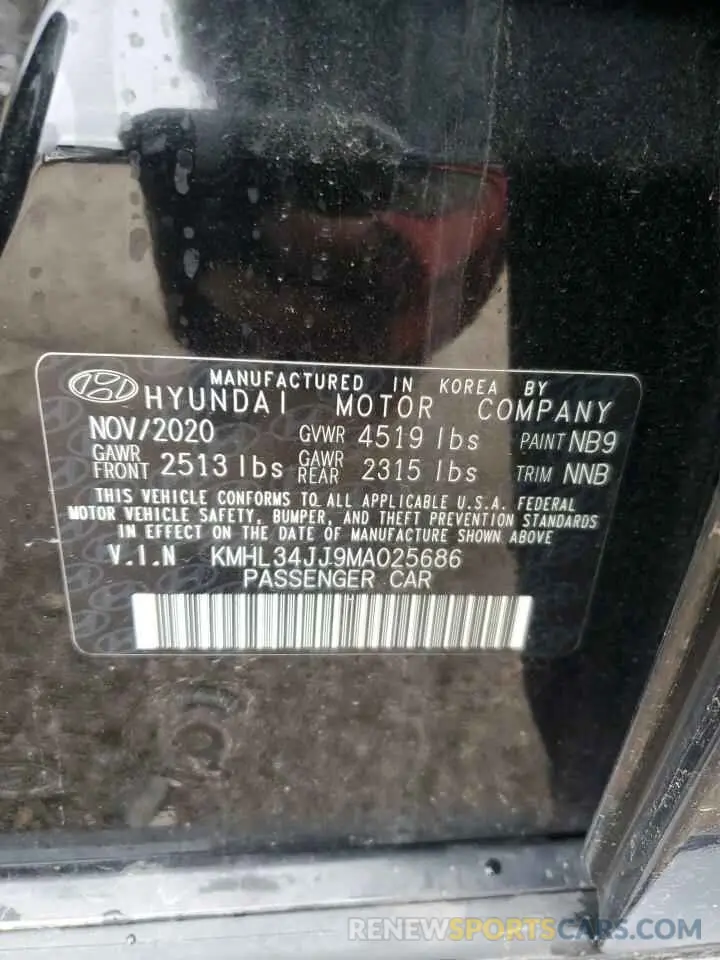 MANUFACTURED IN KOREA BY
HYUNDAI MOTOR COMPANY
NOV/2020 GVWR 4519 lbs PAINT NB9
GAWR FRONT 2513 lbs GAWR REAR 2315 lbs TRIM NNB
THIS VEHICLE CONFORMS TO ALL APPLICABLE U.S.A. FEDERAL
MOTOR VEHICLE SAFETY, BUMPER, AND THEFT PREVENTION STANDARDS
IN EFFECT ON THE DATE OF MANUFACTURE SHOWN ABOVE
V.I.N KMHL34JJ9MA025686
PASSENGER CAR
RENEWSPORTSCARS.COM